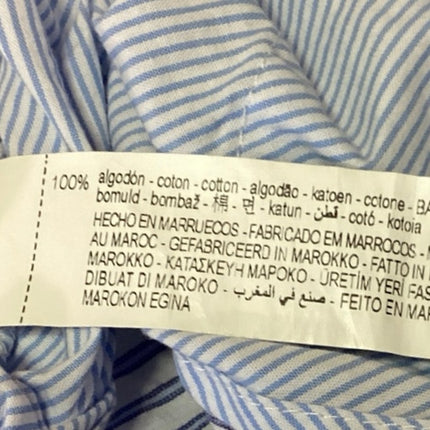 100% algodón - coton - cotton - algodão - katoen - cotone -
bomuld - bombaž - 棉 - 면 - katun - قطن - cotó - kotoia
HECHO EN MARRUECOS - FABRICADO EM MARROCOS -
AU MAROC - GEFABRICEERD IN MAROKKO - FATTO IN
MAROKKO - ΚΑΤΑΣΚΕΥΗ ΜΑΡΟΚΟ - ÜRETİM YERİ FAS
DIBUAT DI MAROKO - صنع في المغرب - FEITO EN
MAROKON EGINA